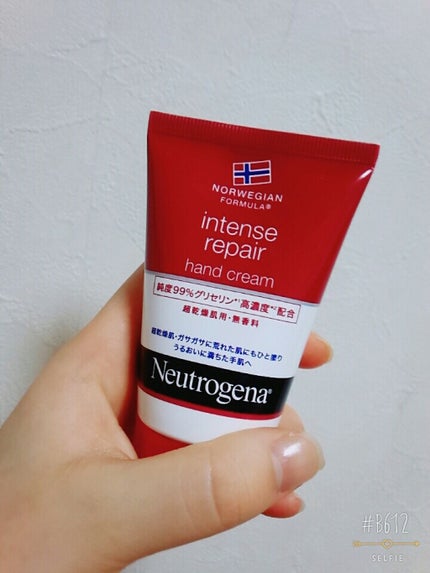 NORWEGIAN
FORMULA®
intense
repair
hand cream
純度99%グリセリン*¹高濃度*²配合
超乾燥肌用・無香料
超乾燥肌・ガサガサに荒れた肌にもひと塗り
うるおいに満ちた手肌へ
Neutrogena®
#B612
SELFIE